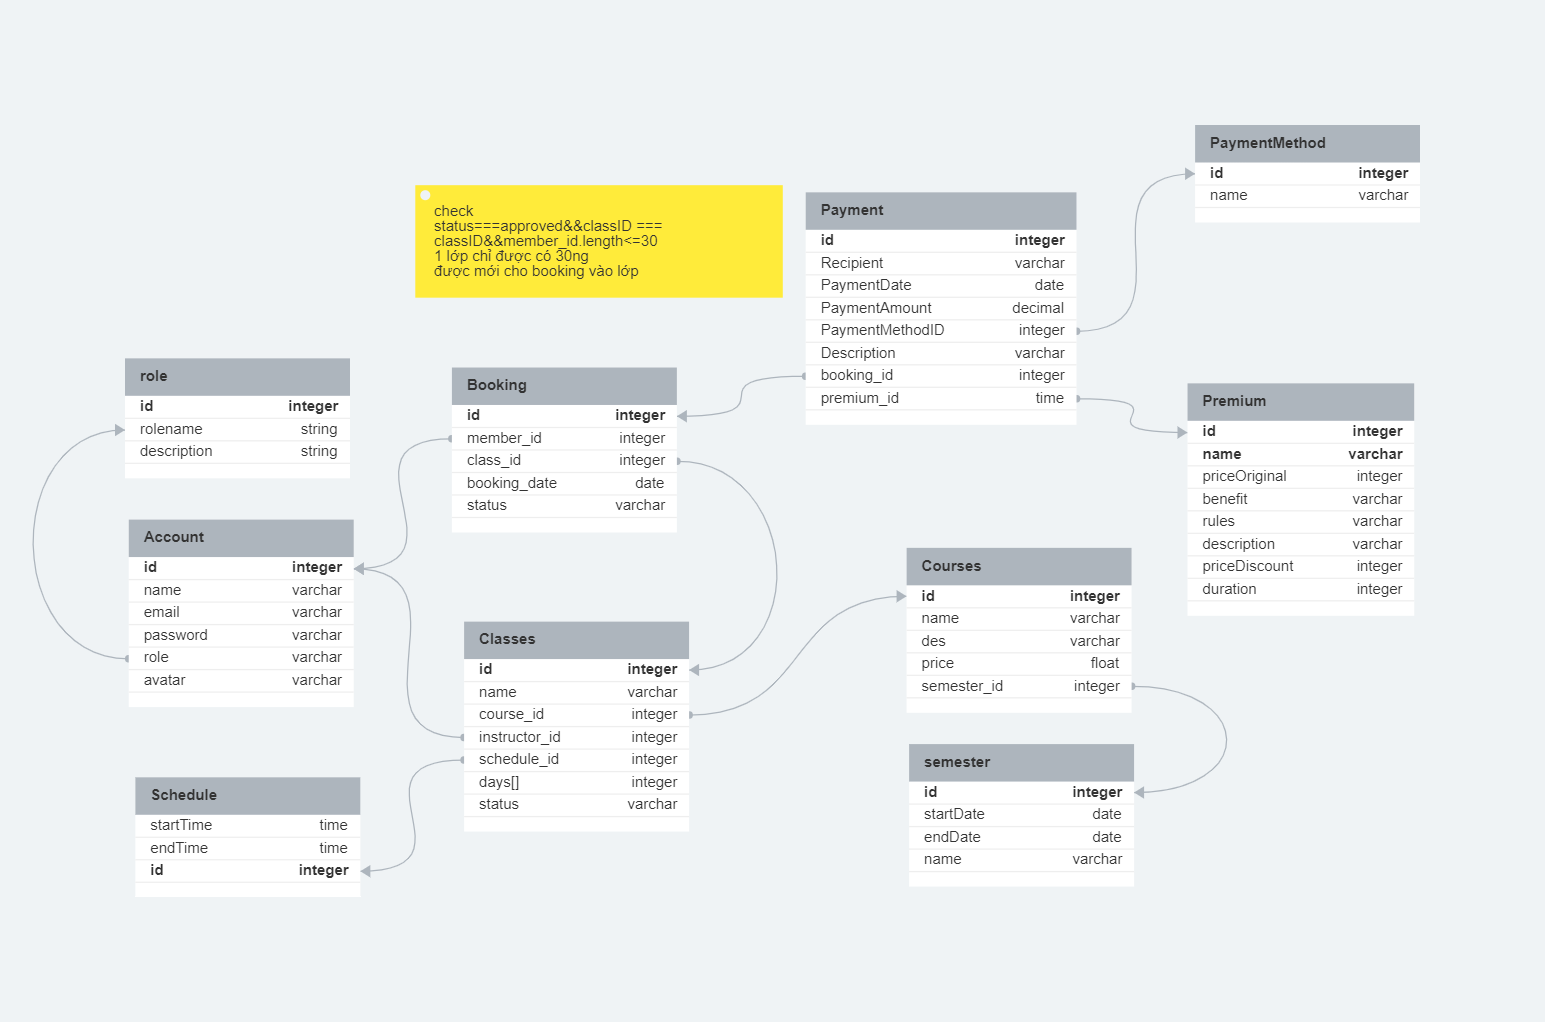 PaymentMethod
id integer
name varchar
check
status===approved&&classID ===
classID&&member_id.length<=30
1 lớp chỉ được có 30ng
được mới cho booking vào lớp
Payment
id integer
Recipient varchar
PaymentDate date
PaymentAmount decimal
PaymentMethodID integer
Description varchar
booking_id integer
premium_id time
role
id integer
rolename string
description string
Booking
id integer
member_id integer
class_id integer
booking_date date
status varchar
Premium
id integer
name varchar
priceOriginal integer
benefit varchar
rules varchar
description varchar
priceDiscount integer
duration integer
Account
id integer
name varchar
email varchar
password varchar
role varchar
avatar varchar
Courses
id integer
name varchar
des varchar
price float
semester_id integer
Classes
id integer
name varchar
course_id integer
instructor_id integer
schedule_id integer
days[] integer
status varchar
semester
id integer
startDate date
endDate date
name varchar
Schedule
startTime time
endTime time
id integer